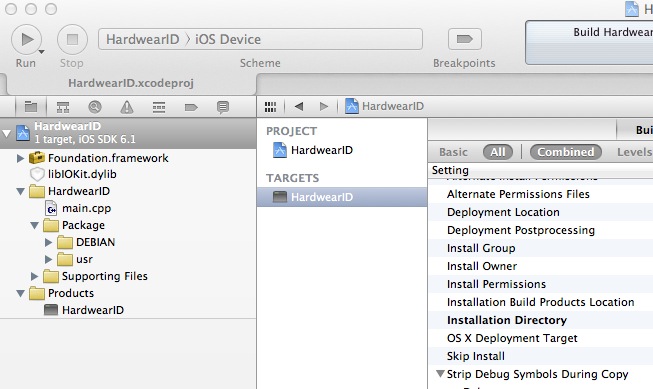 H
HardwearID > iOS Device
Build Hardwear
Run
Stop
Scheme
Breakpoints
HardwearID.xcodeproj
HardwearID
1 target, iOS SDK 6.1
Foundation.framework
libIOKit.dylib
HardwearID
main.cpp
Package
DEBIAN
usr
Supporting Files
Products
HardwearID
HardwearID
PROJECT
HardwearID
TARGETS
HardwearID
Bui
Basic All Combined Levels
Setting
Alternate Install Permissions
Alternate Permissions Files
Deployment Location
Deployment Postprocessing
Install Group
Install Owner
Install Permissions
Installation Build Products Location
Installation Directory
OS X Deployment Target
Skip Install
Strip Debug Symbols During Copy